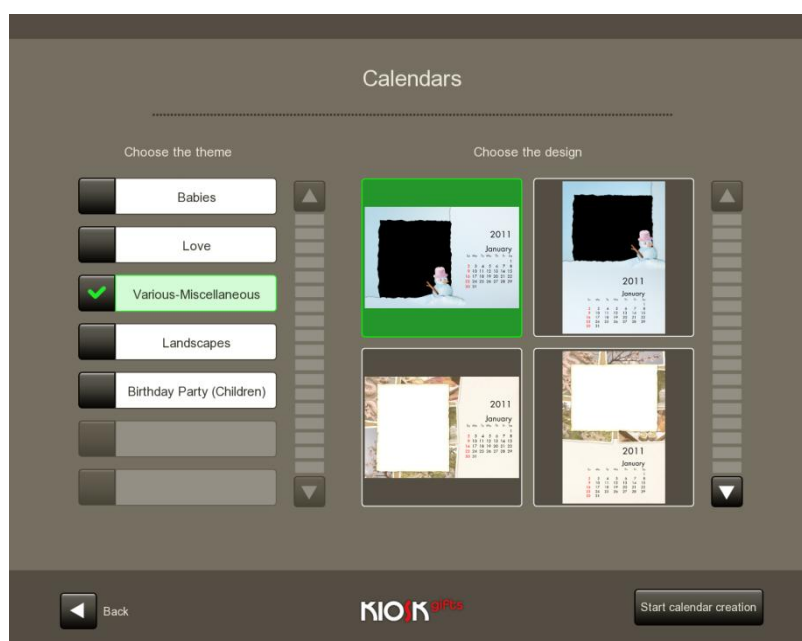 Calendars
Choose the theme
Choose the design
Babies
Love
Various-Miscellaneous
Landscapes
Birthday Party (Children)
2011
January
2011
January
2011
January
2011
January
Back
KIOSK gifts
Start calendar creation